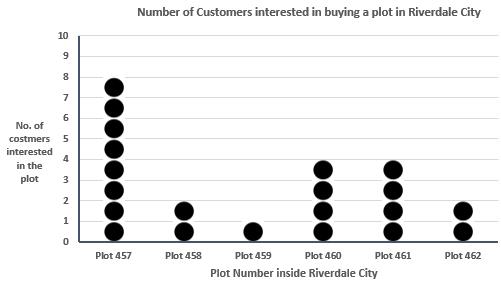 Number of Customers interested in buying a plot in Riverdale City
10
9
8
7
6
5
4
3
2
1
0
No. of
costmers
interested
in the
plot
Plot 457 Plot 458 Plot 459 Plot 460 Plot 461 Plot 462
Plot Number inside Riverdale City